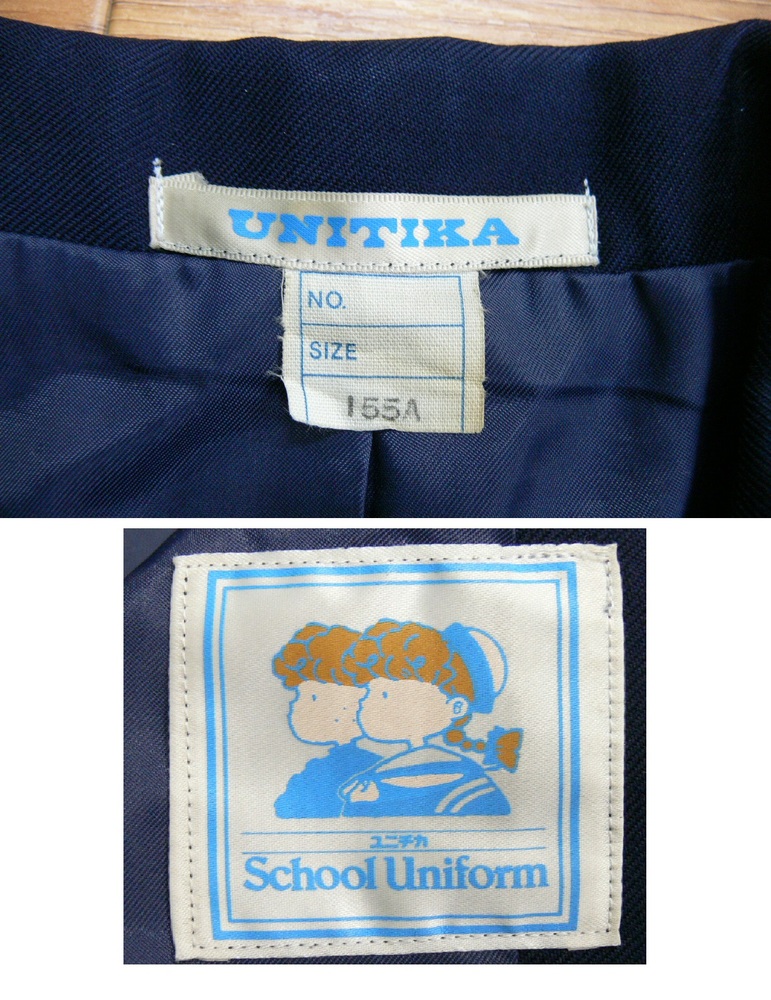 UNITIKA
NO.
SIZE
155A
ユニチカ
School Uniform